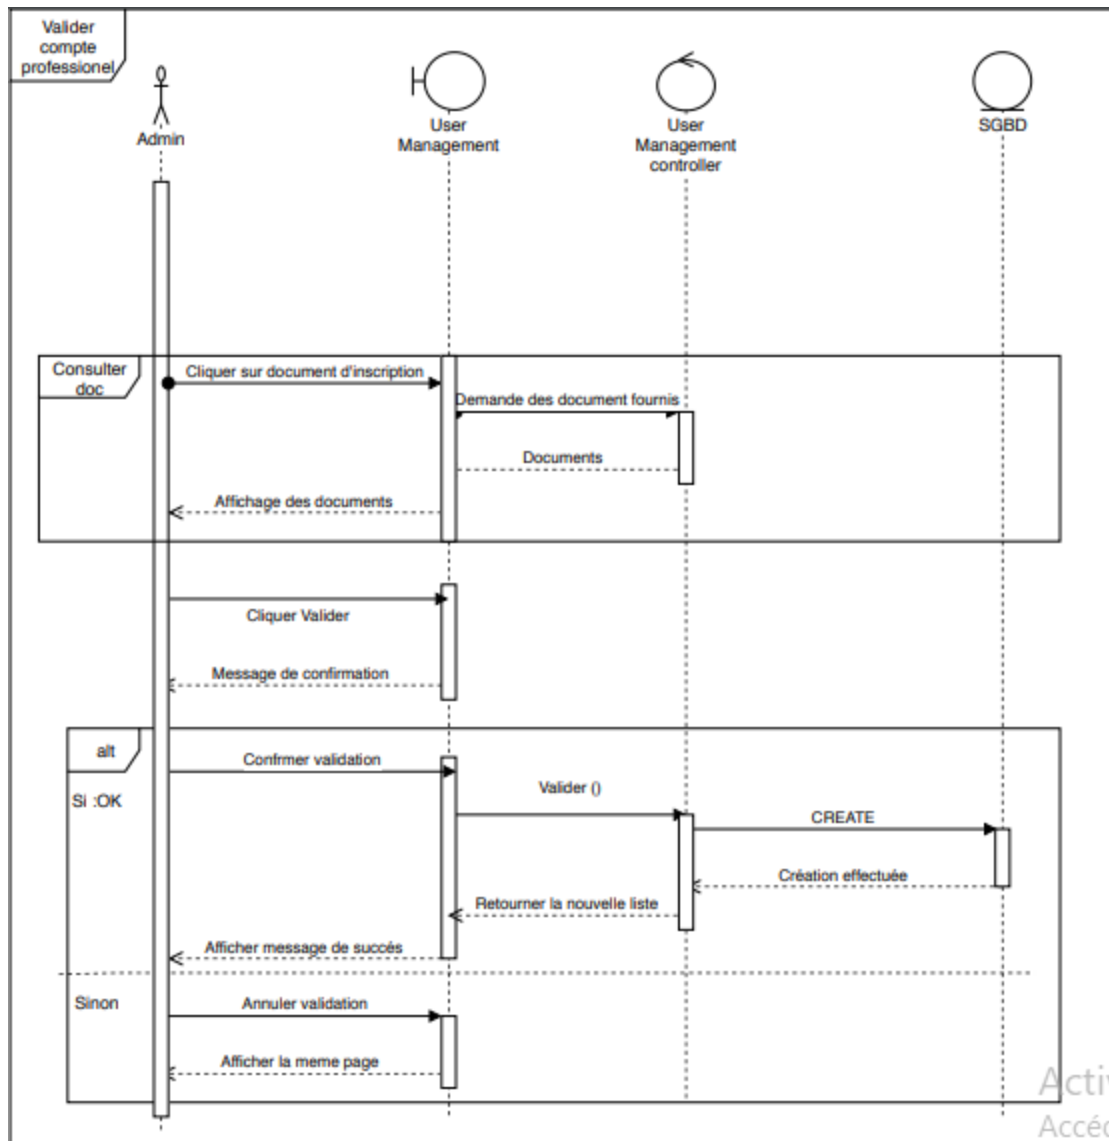 Valider
compte
professionel
Admin
User
Management
User
Management
controller
SGBD
Consulter
doc
Cliquer sur document d'inscription
Demande des document fournis
Documents
Affichage des documents
Cliquer Valider
Message de confirmation
alt
Confrmer validation
Si :OK
Valider ()
CREATE
Création effectuée
Retourner la nouvelle liste
Afficher message de succés
Sinon
Annuler validation
Afficher la meme page
Activ
Accéd